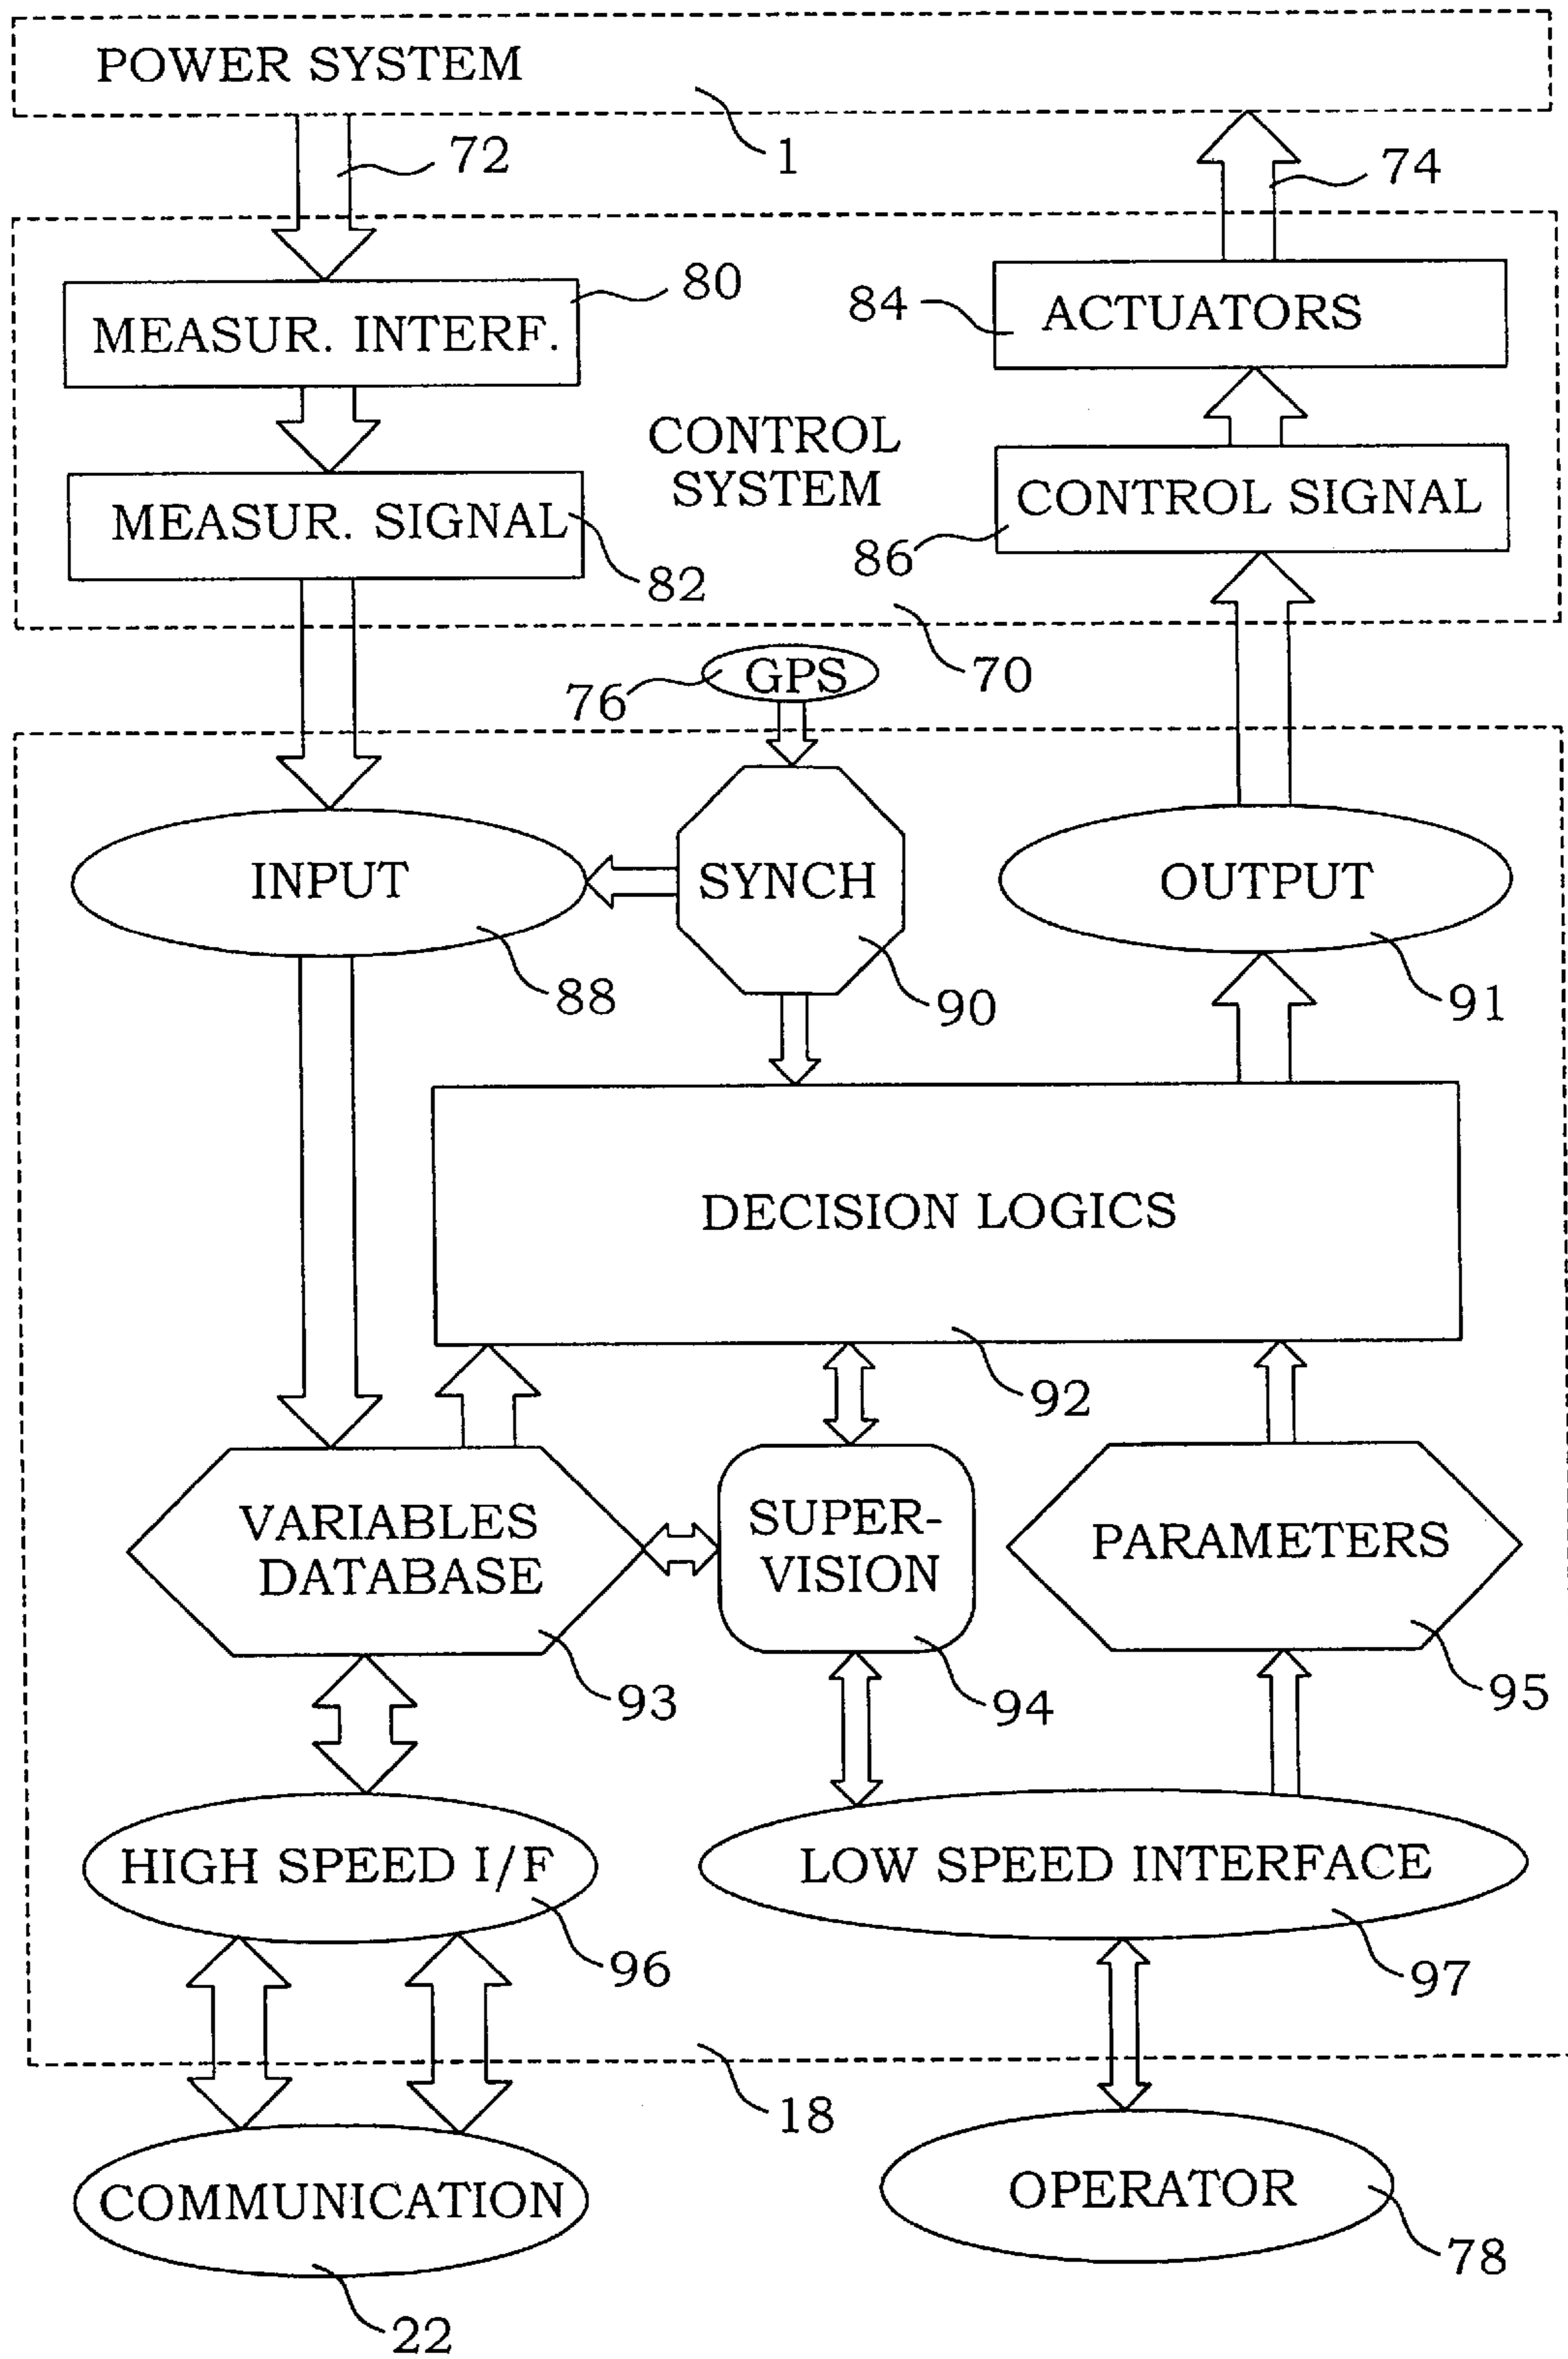 POWER SYSTEM
1
72
74
MEASUR. INTERF.
80
84
ACTUATORS
CONTROL
SYSTEM
MEASUR. SIGNAL
82
CONTROL SIGNAL
86
70
GPS
76
INPUT
88
SYNCH
90
OUTPUT
91
DECISION LOGICS
92
VARIABLES
DATABASE
93
SUPER-
VISION
94
PARAMETERS
95
HIGH SPEED I/F
96
LOW SPEED INTERFACE
97
18
COMMUNICATION
22
OPERATOR
78